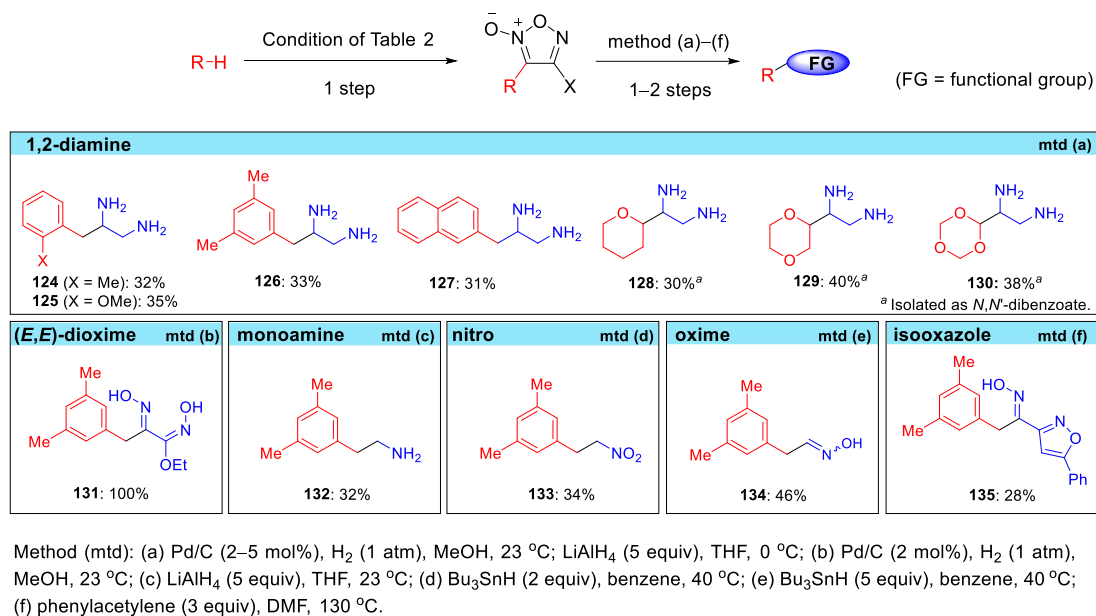 R-H
Condition of Table 2
1 step
O⁻
N⁺
O
N
R
X
method (a)–(f)
1–2 steps
R
FG
(FG = functional group)
1,2-diamine mtd (a)
NH₂
NH₂
X
124 (X = Me): 32%
125 (X = OMe): 35%
Me
Me
NH₂
NH₂
126: 33%
NH₂
NH₂
127: 31%
O
NH₂
NH₂
128: 30%ᵃ
O
O
NH₂
NH₂
129: 40%ᵃ
O
O
O
NH₂
NH₂
130: 38%ᵃ
ᵃ Isolated as N,N'-dibenzoate.
(E,E)-dioxime mtd (b)
Me
Me
HO
N
OH
N
OEt
131: 100%
monoamine mtd (c)
Me
Me
NH₂
132: 32%
nitro mtd (d)
Me
Me
NO₂
133: 34%
oxime mtd (e)
Me
Me
N
OH
134: 46%
isooxazole mtd (f)
Me
Me
HO
N
N
O
Ph
135: 28%
Method (mtd): (a) Pd/C (2–5 mol%), H₂ (1 atm), MeOH, 23 °C; LiAlH₄ (5 equiv), THF, 0 °C; (b) Pd/C (2 mol%), H₂ (1 atm),
MeOH, 23 °C; (c) LiAlH₄ (5 equiv), THF, 23 °C; (d) Bu₃SnH (2 equiv), benzene, 40 °C; (e) Bu₃SnH (5 equiv), benzene, 40 °C;
(f) phenylacetylene (3 equiv), DMF, 130 °C.